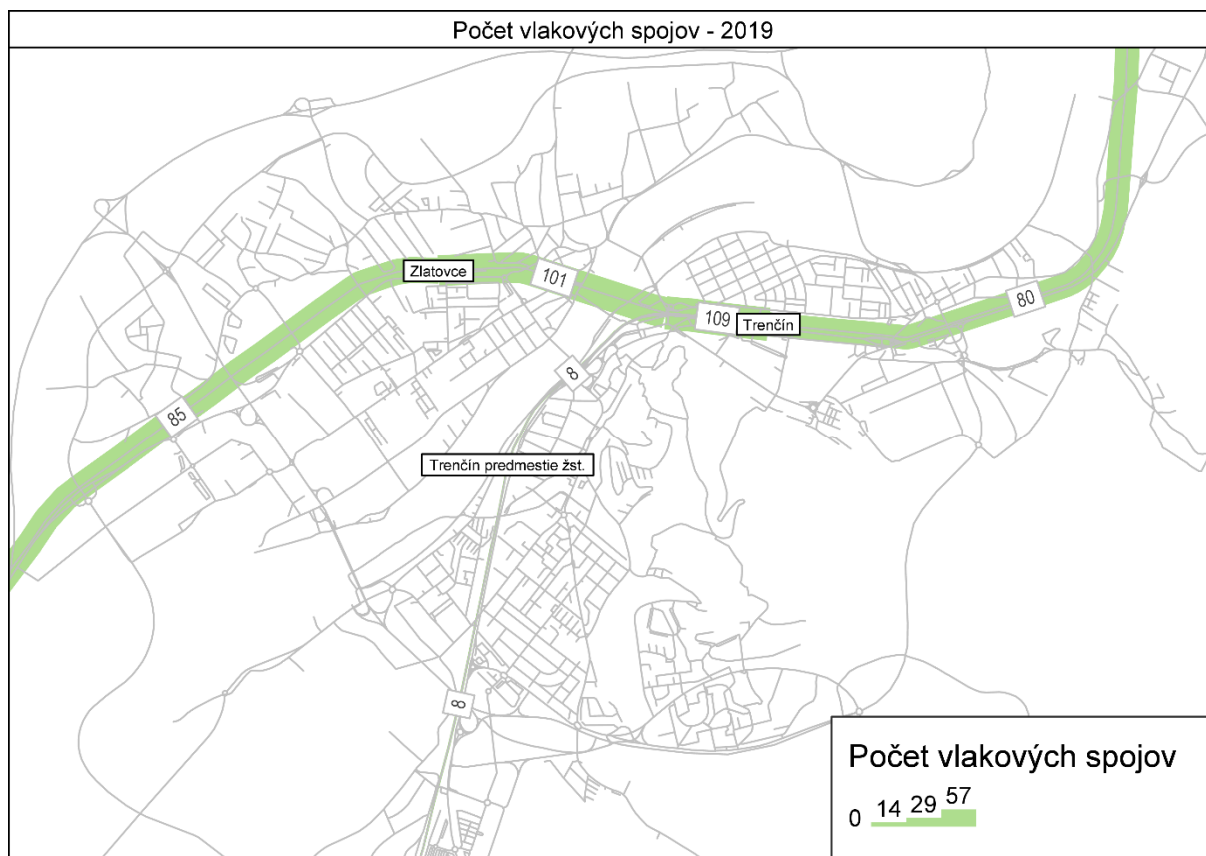 Počet vlakových spojov - 2019
Zlatovce
101
109
Trenčín
80
8
85
Trenčín predmestie žst.
8
Počet vlakových spojov
0 14 29 57